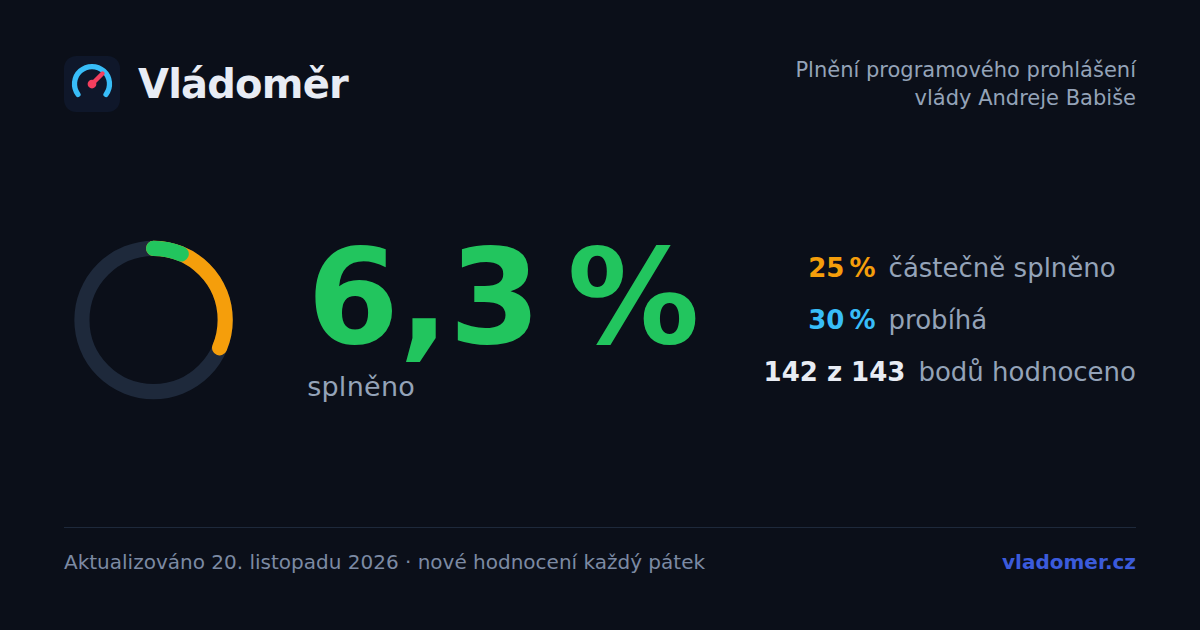 Vládoměr
Plnění programového prohlášení
vlády Andreje Babiše
6,3 %
splněno
25 % částečně splněno
30 % probíhá
142 z 143 bodů hodnoceno
Aktualizováno 20. listopadu 2026 · nové hodnocení každý pátek
vladomer.cz